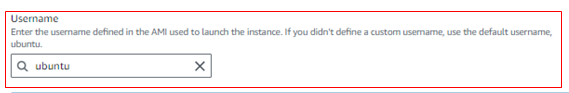 Username
Enter the username defined in the AMI used to launch the instance. If you didn't define a custom username, use the default username,
ubuntu.
ubuntu